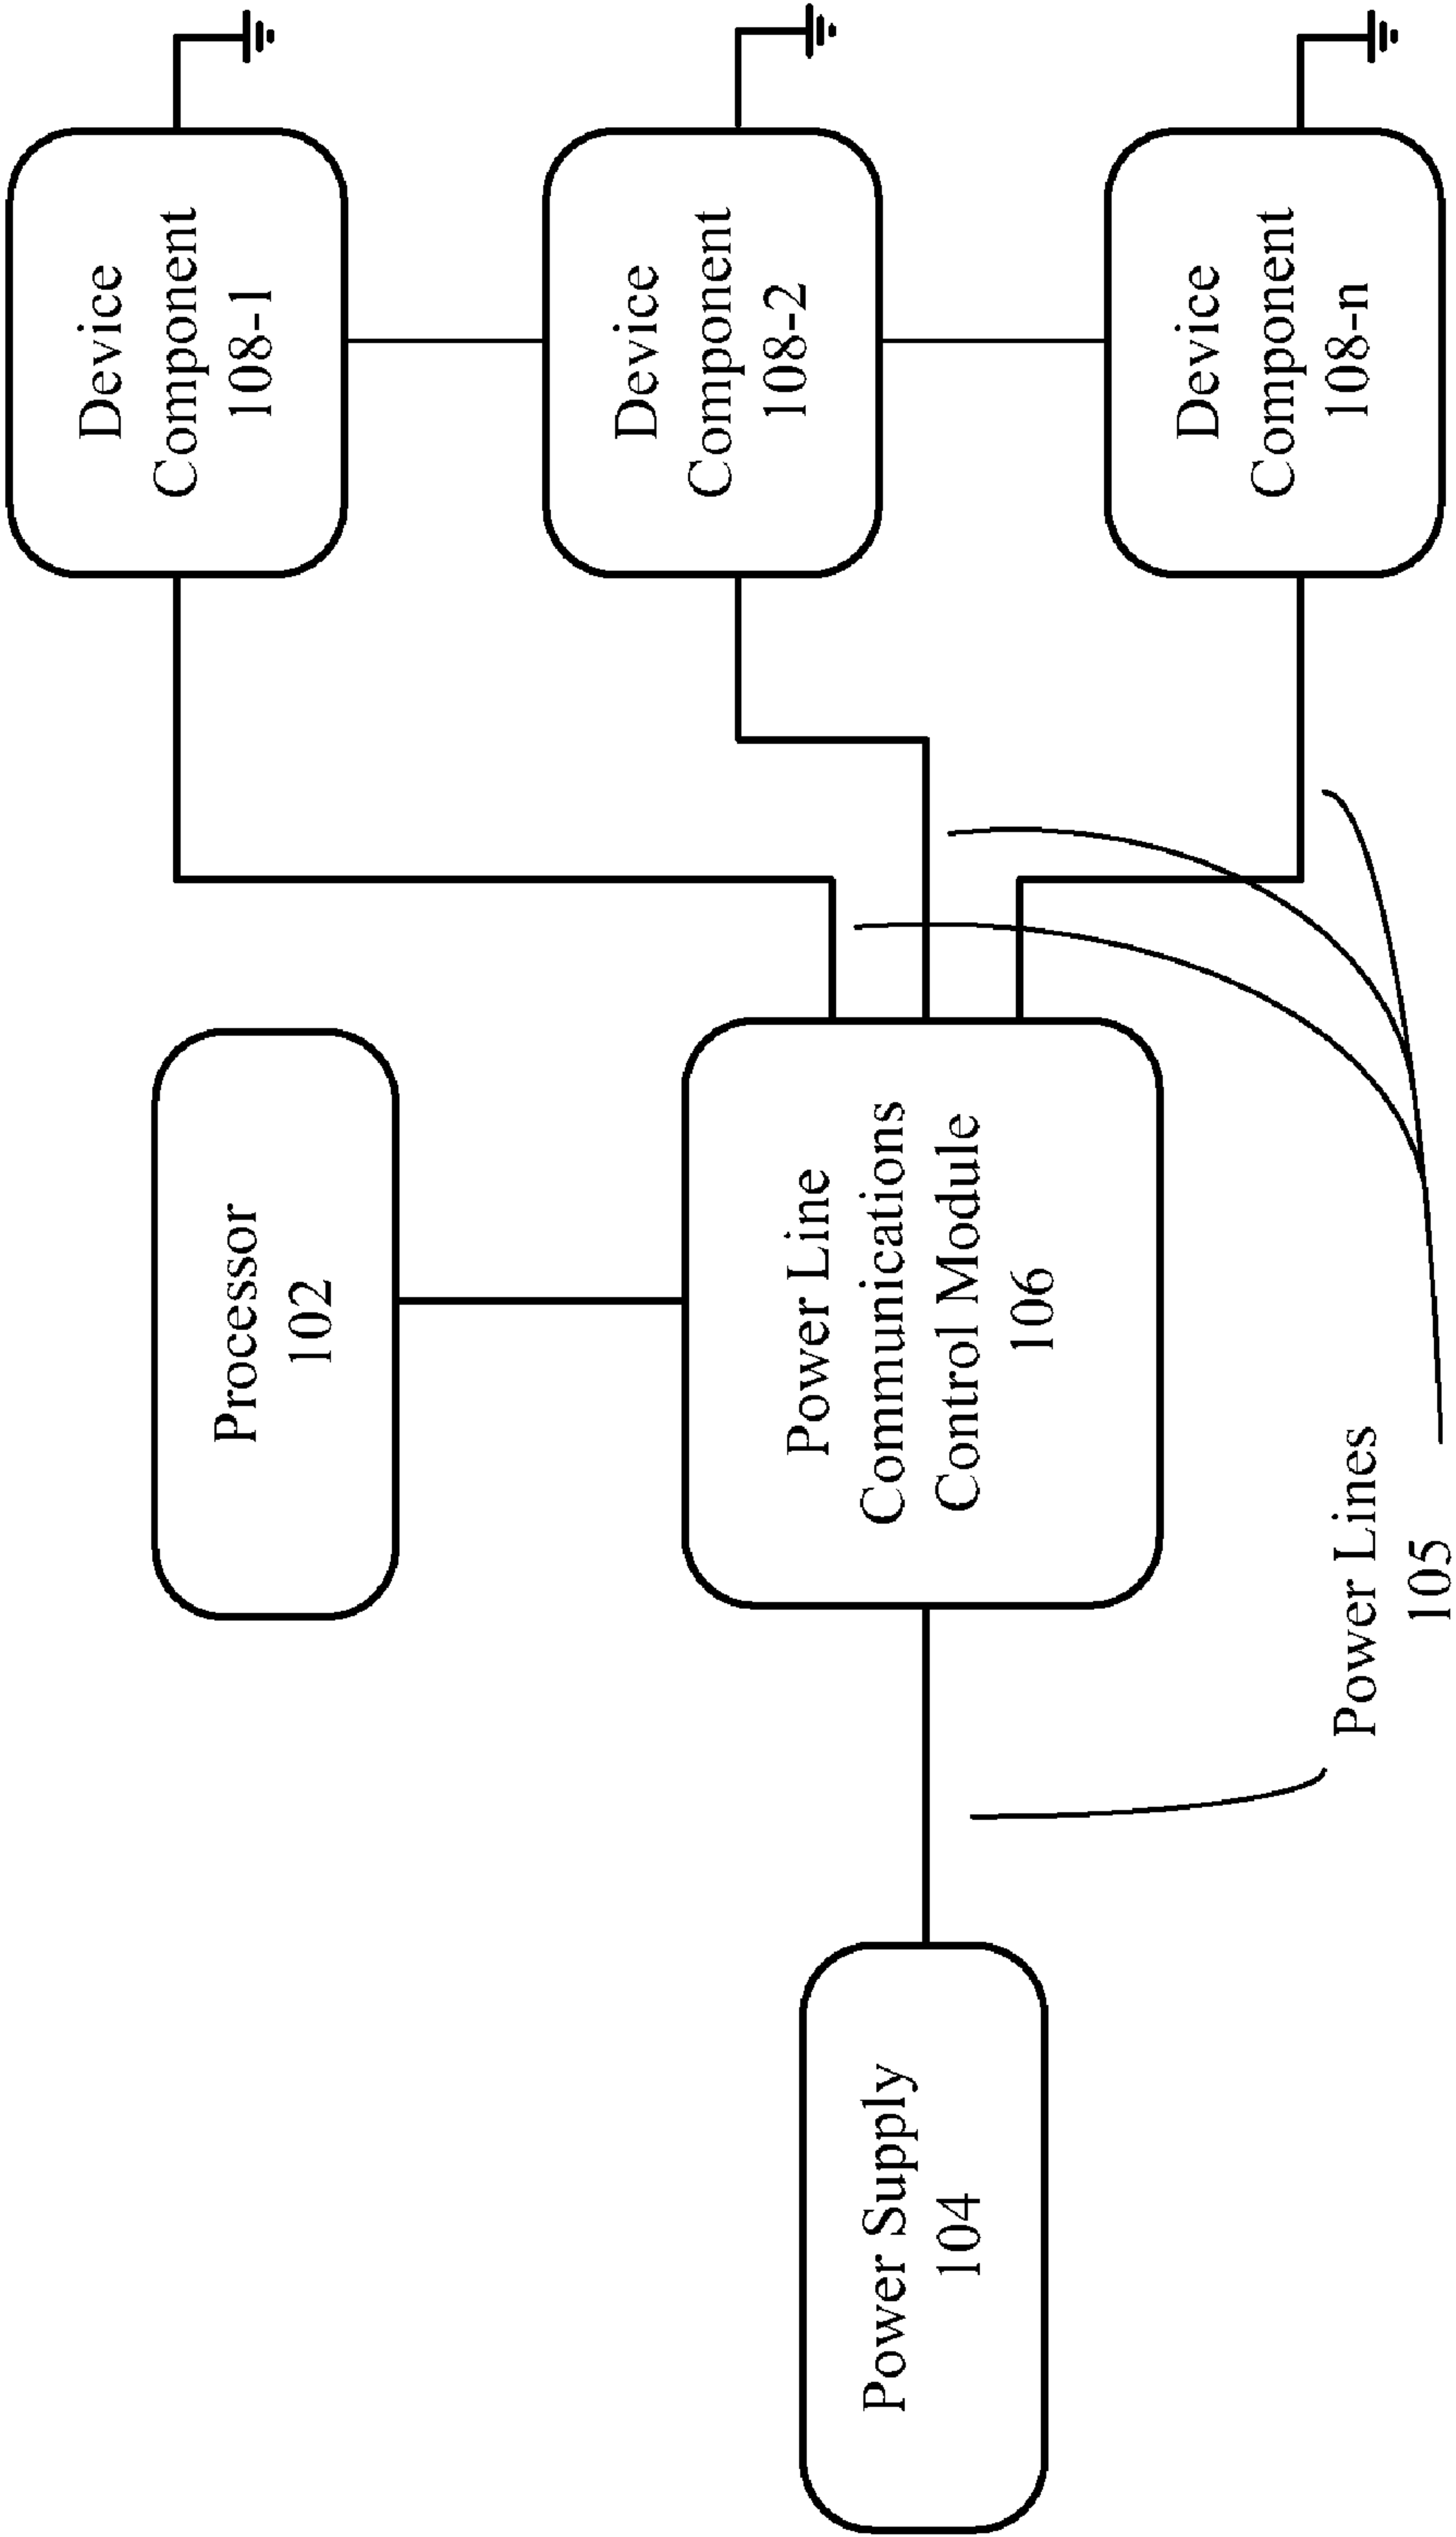 Processor
102
Power Supply
104
Power Line
Communications
Control Module
106
Device
Component
108-1
Device
Component
108-2
Device
Component
108-n
Power Lines
105